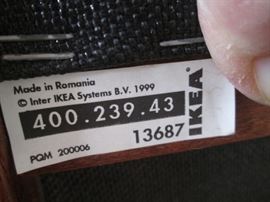 Made in Romania
© Inter IKEA Systems B.V. 1999
400.239.43
13687
PQM 200006
IKEA